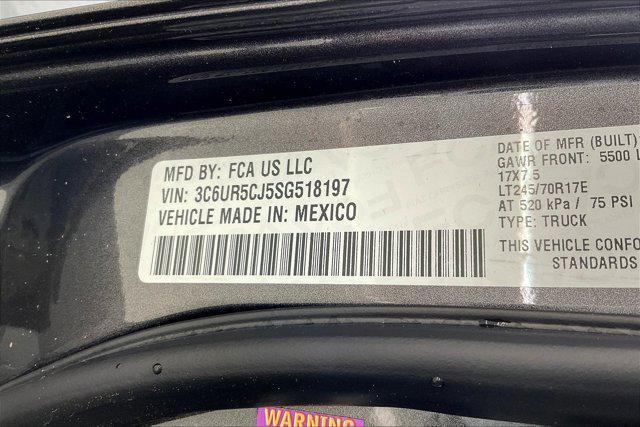 MFD BY: FCA US LLC
VIN: 3C6UR5CJ5SG518197
VEHICLE MADE IN: MEXICO
DATE OF MFR (BUILT)
GAWR FRONT: 5500 L
17X7.5
LT245/70R17E
AT 520 kPa / 75 PSI
TYPE: TRUCK
THIS VEHICLE CONFO
STANDARDS
WARNING